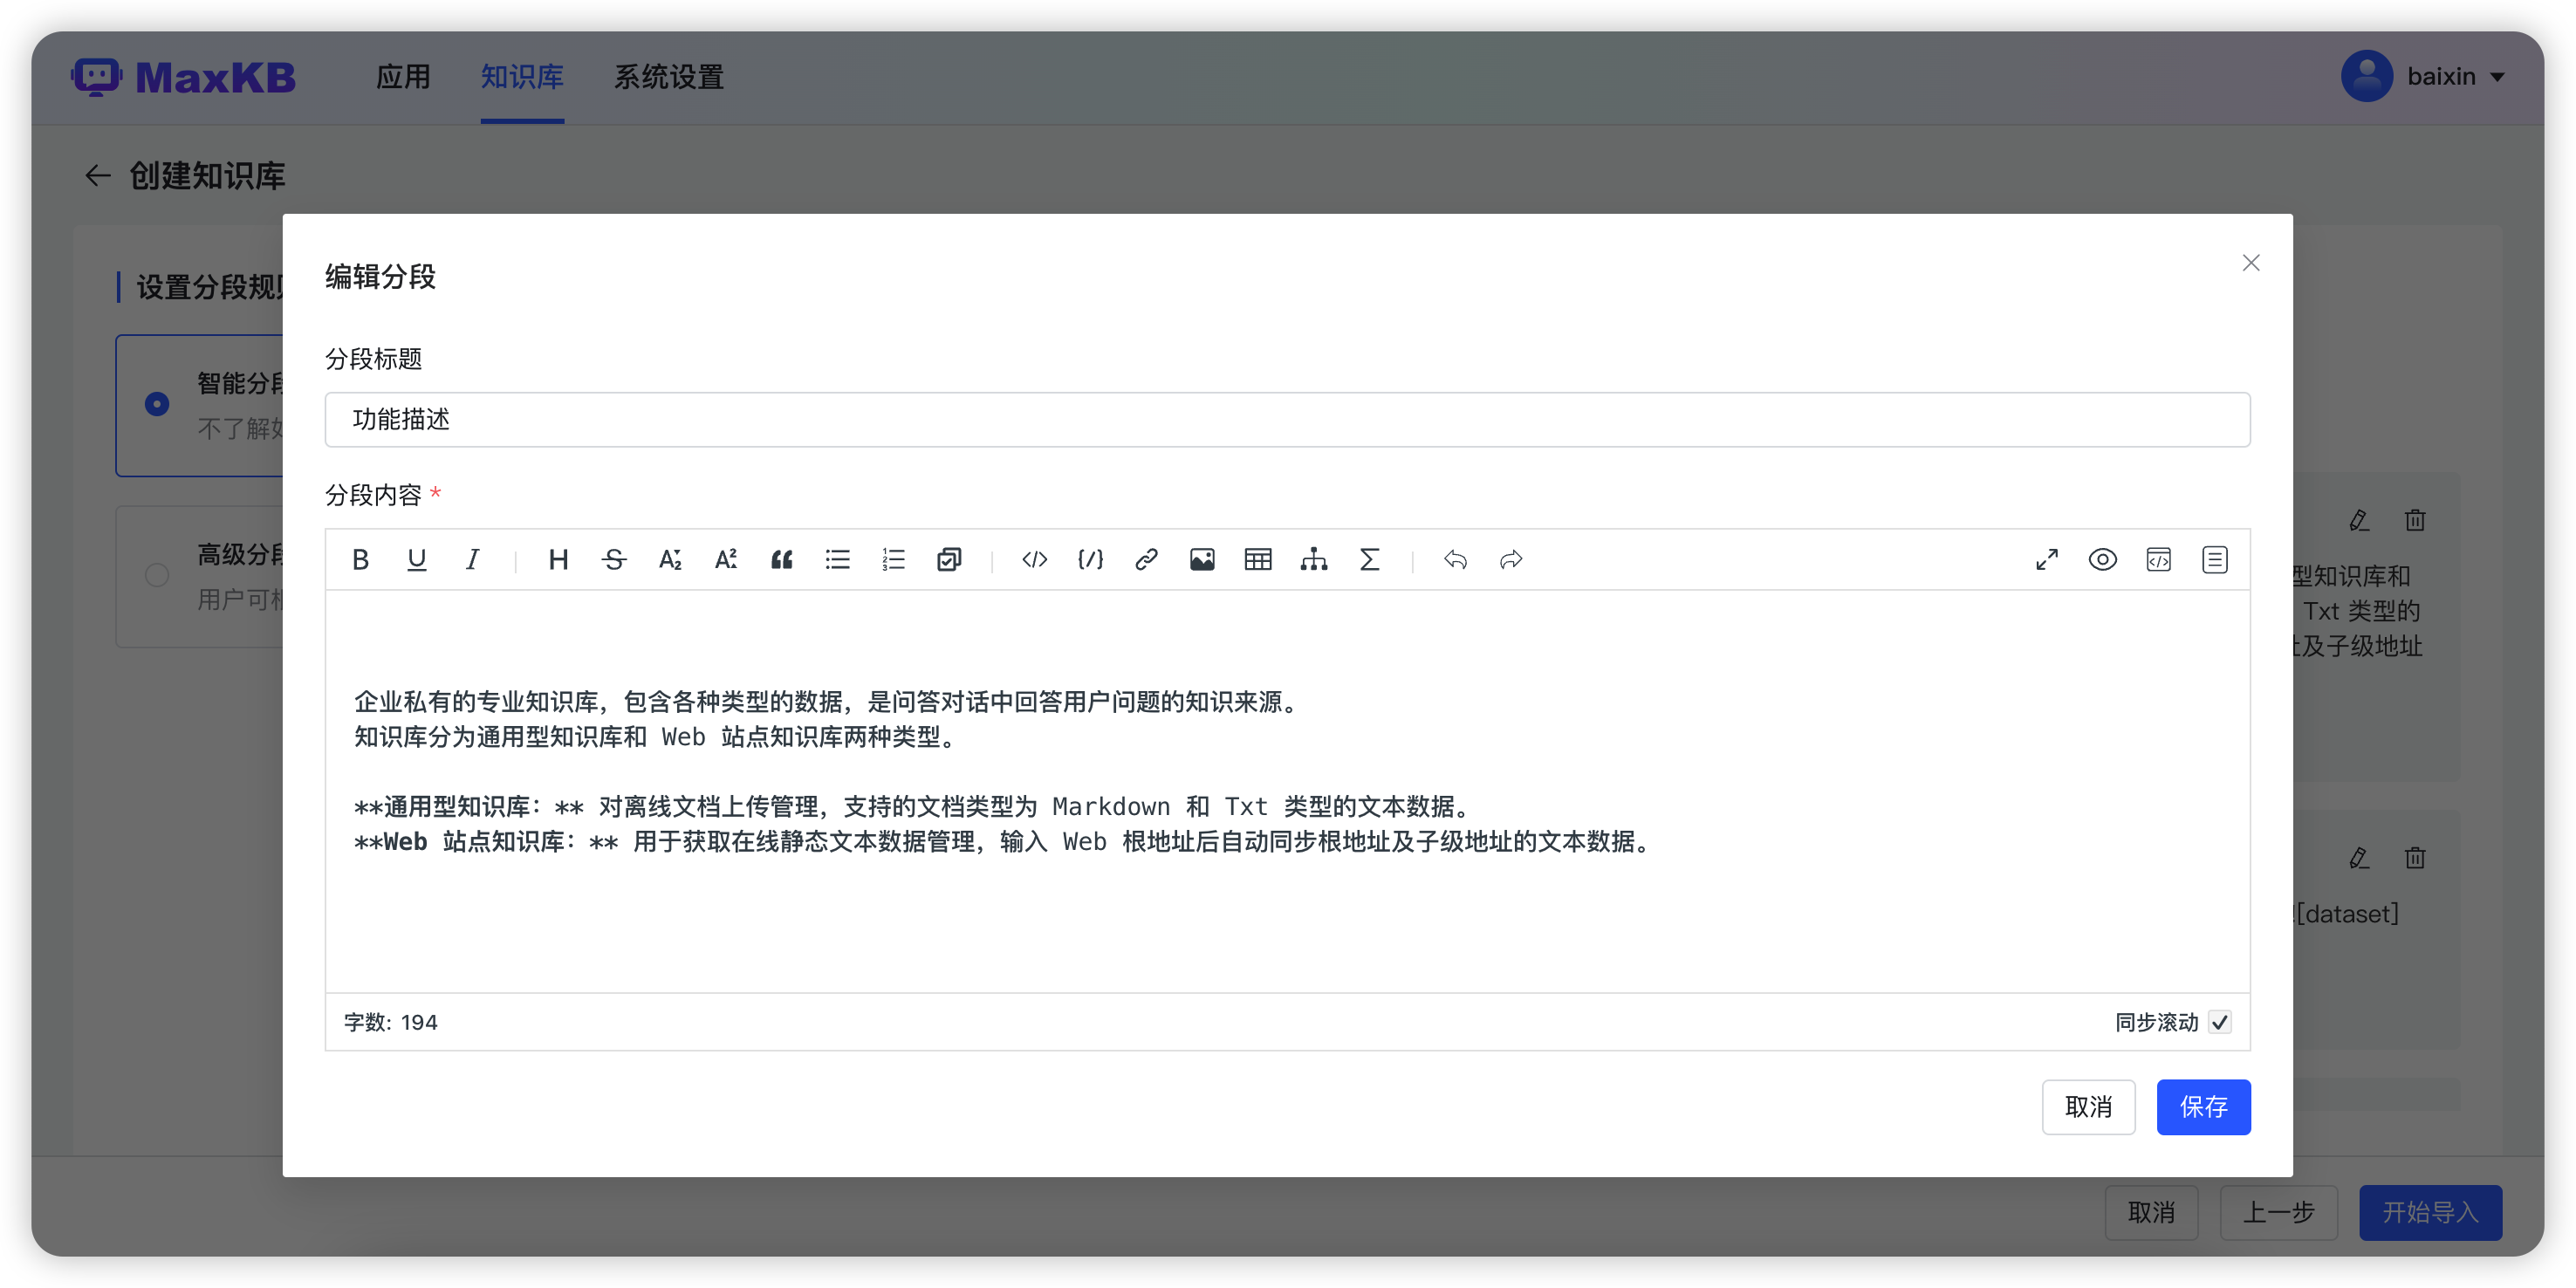 MaxKB 应用 知识库 系统设置 baixin
创建知识库
设置分段规则
智能分段
不了解如
高级分段
用户可根
编辑分段
分段标题
功能描述
分段内容 *
企业私有的专业知识库，包含各种类型的数据，是问答对话中回答用户问题的知识来源。
知识库分为通用型知识库和 Web 站点知识库两种类型。
**通用型知识库：** 对离线文档上传管理，支持的文档类型为 Markdown 和 Txt 类型的文本数据。
**Web 站点知识库：** 用于获取在线静态文本数据管理，输入 Web 根地址后自动同步根地址及子级地址的文本数据。
字数: 194
同步滚动
取消 保存
型知识库和
Txt 类型的
及子级地址
[dataset]
取消 上一步 开始导入